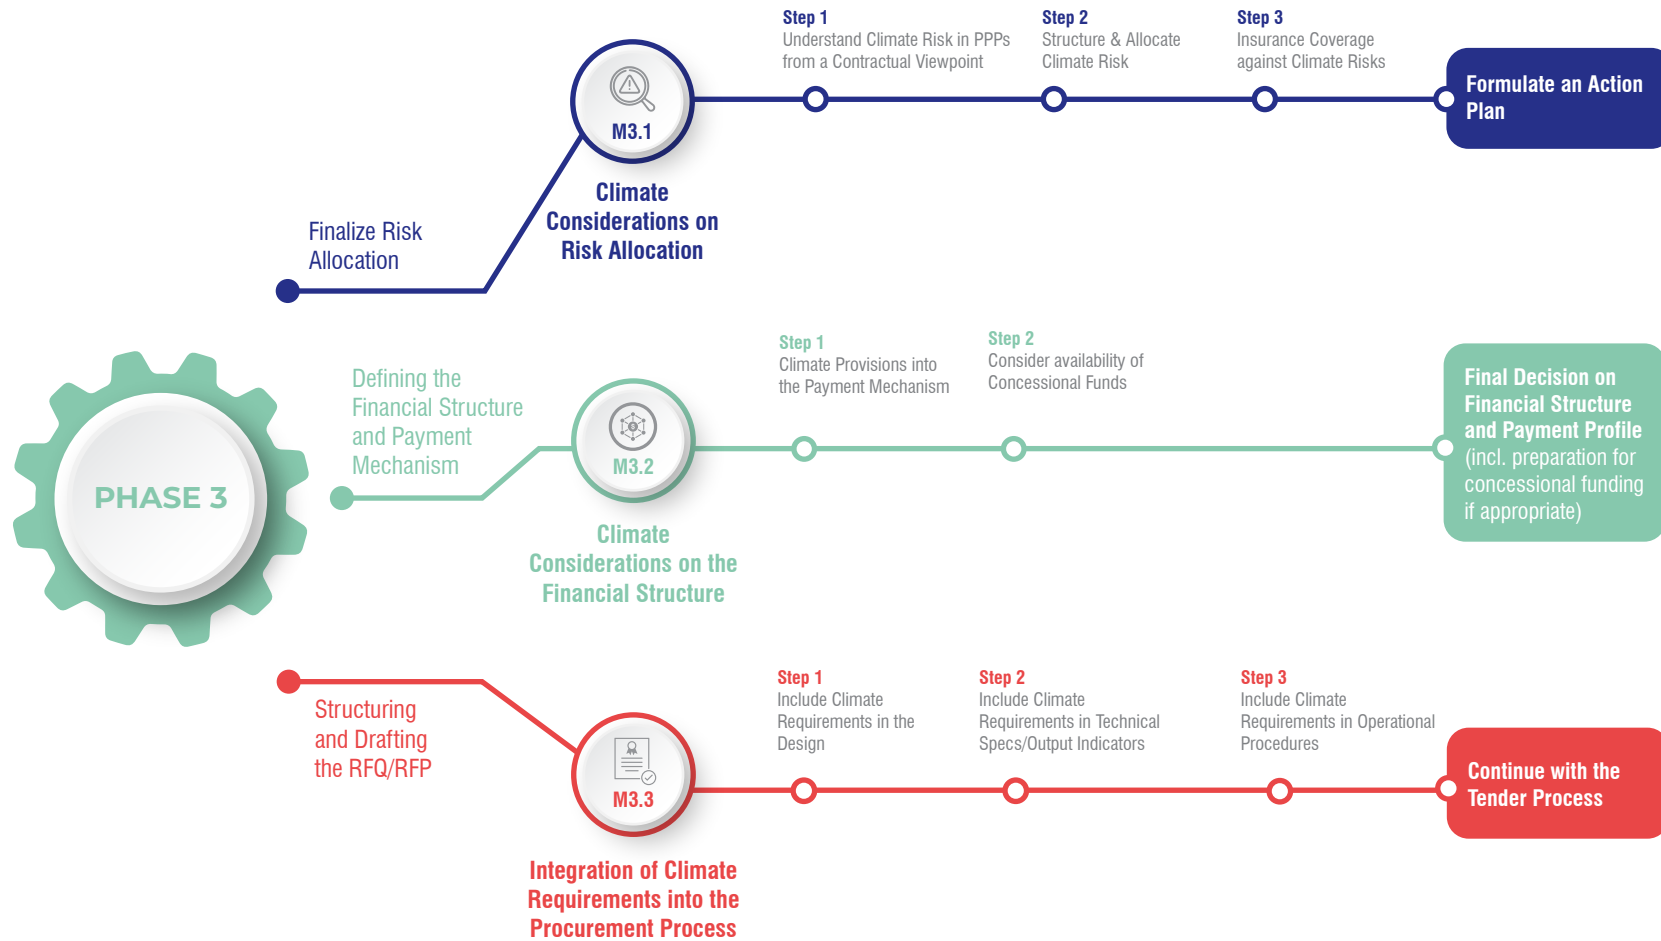 PHASE 3
Finalize Risk
Allocation
M3.1
Climate
Considerations on
Risk Allocation
Step 1
Understand Climate Risk in PPPs
from a Contractual Viewpoint
Step 2
Structure & Allocate
Climate Risk
Step 3
Insurance Coverage
against Climate Risks
Formulate an Action
Plan
Defining the
Financial Structure
and Payment
Mechanism
M3.2
Climate
Considerations on the
Financial Structure
Step 1
Climate Provisions into
the Payment Mechanism
Step 2
Consider availability of
Concessional Funds
Final Decision on
Financial Structure
and Payment Profile
(incl. preparation for
concessional funding
if appropriate)
Structuring
and Drafting
the RFQ/RFP
M3.3
Integration of Climate
Requirements into the
Procurement Process
Step 1
Include Climate
Requirements in the
Design
Step 2
Include Climate
Requirements in Technical
Specs/Output Indicators
Step 3
Include Climate
Requirements in Operational
Procedures
Continue with the
Tender Process